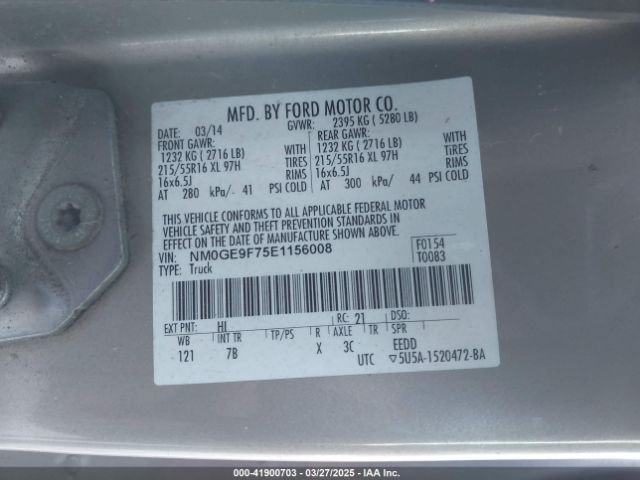 MFD. BY FORD MOTOR CO.
DATE: 03/14 GVWR: 2395 KG ( 5280 LB)
FRONT GAWR: REAR GAWR:
1232 KG ( 2716 LB) WITH 1232 KG ( 2716 LB) WITH
215/55R16 XL 97H TIRES 215/55R16 XL 97H TIRES
16x6.5J RIMS 16x6.5J RIMS
AT 280 kPa/ 41 PSI COLD AT 300 kPa/ 44 PSI COLD
THIS VEHICLE CONFORMS TO ALL APPLICABLE FEDERAL MOTOR
VEHICLE SAFETY AND THEFT PREVENTION STANDARDS IN
EFFECT ON THE DATE OF MANUFACTURE SHOWN ABOVE.
VIN: NM0GE9F75E1156008 F0154
TYPE: Truck T0083
EXT PNT: HI RC: 21 DSO:
WB INT TR TP/PS R AXLE TR SPR
121 7B X 3C EEDD
UTC ▽5U5A-1520472-BA
000-41900703 - 03/27/2025 - IAA Inc.